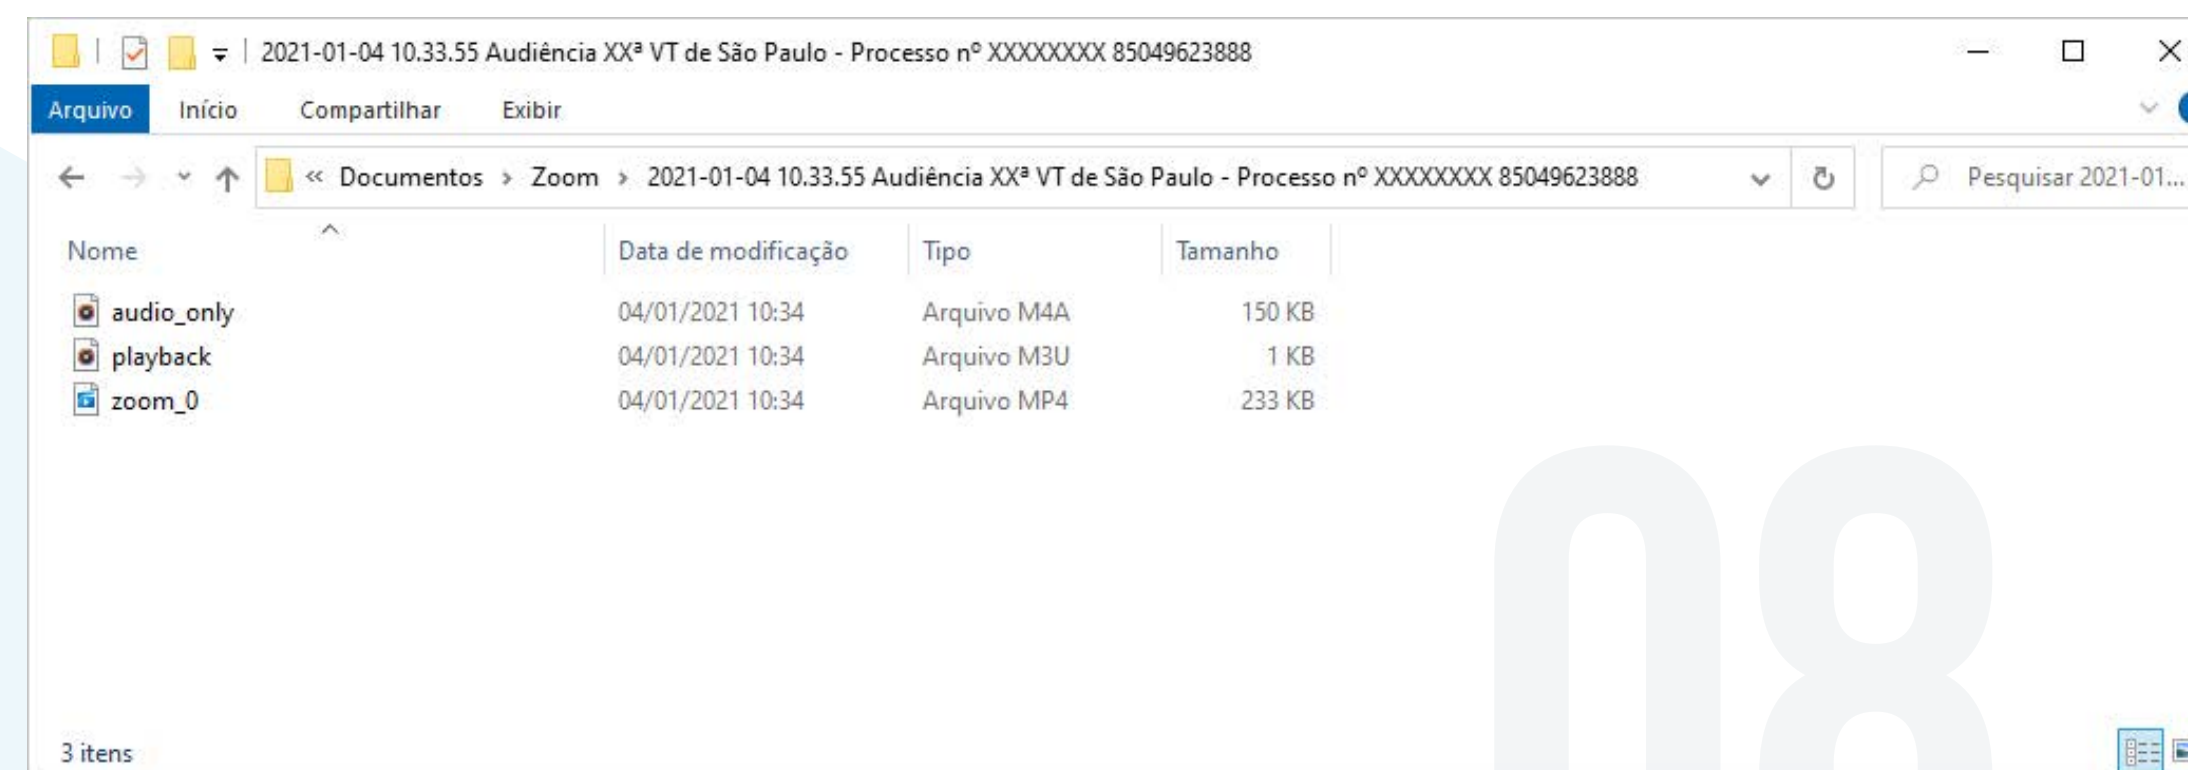 2021-01-04 10.33.55 Audiência XXª VT de São Paulo - Processo nº XXXXXXXX 85049623888
Arquivo Início Compartilhar Exibir
« Documentos › Zoom › 2021-01-04 10.33.55 Audiência XXª VT de São Paulo - Processo nº XXXXXXXX 85049623888 Pesquisar 2021-01...
Nome Data de modificação Tipo Tamanho
audio_only 04/01/2021 10:34 Arquivo M4A 150 KB
playback 04/01/2021 10:34 Arquivo M3U 1 KB
zoom_0 04/01/2021 10:34 Arquivo MP4 233 KB
08
3 itens